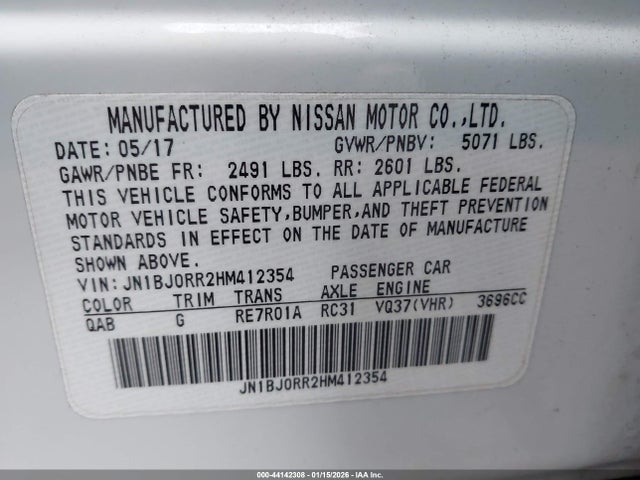 MANUFACTURED BY NISSAN MOTOR CO.,LTD.
DATE: 05/17 GVWR/PNBV: 5071 LBS.
GAWR/PNBE FR: 2491 LBS. RR: 2601 LBS.
THIS VEHICLE CONFORMS TO ALL APPLICABLE FEDERAL
MOTOR VEHICLE SAFETY,BUMPER,AND THEFT PREVENTION
STANDARDS IN EFFECT ON THE DATE OF MANUFACTURE
SHOWN ABOVE.
VIN: JN1BJ0RR2HM412354 PASSENGER CAR
COLOR TRIM TRANS AXLE ENGINE
QAB G RE7R01A RC31 VQ37(VHR) 3696CC
JN1BJ0RR2HM412354
000-44142308 - 01/15/2026 - IAA Inc.